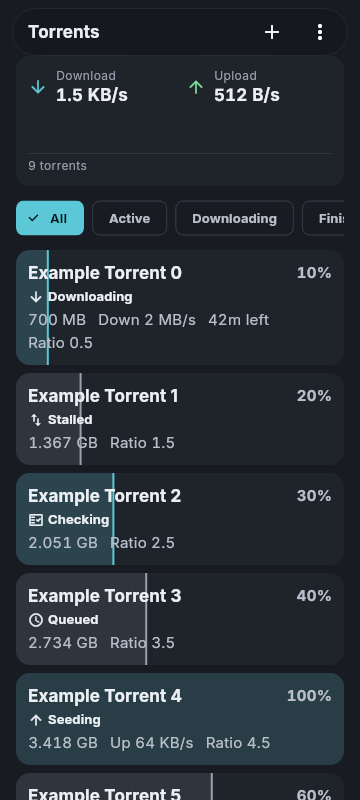 Torrents
Download
1.5 KB/s
Upload
512 B/s
9 torrents
All
Active
Downloading
Example Torrent 0
10%
Downloading
700 MB Down 2 MB/s 42m left
Ratio 0.5
Example Torrent 1
20%
Stalled
1.367 GB Ratio 1.5
Example Torrent 2
30%
Checking
2.051 GB Ratio 2.5
Example Torrent 3
40%
Queued
2.734 GB Ratio 3.5
Example Torrent 4
100%
Seeding
3.418 GB Up 64 KB/s Ratio 4.5
Example Torrent 5
60%